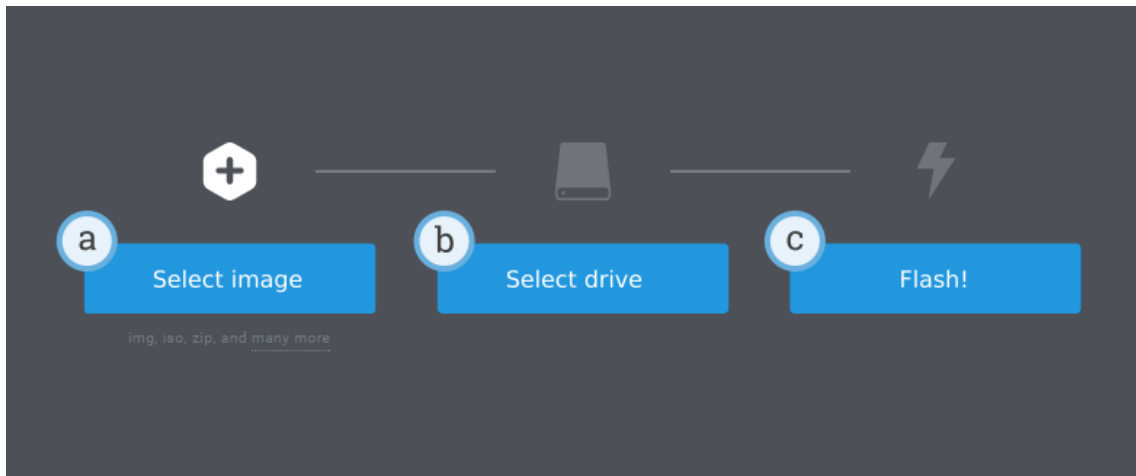 a
Select image
b
Select drive
c
Flash!
img, iso, zip, and many more